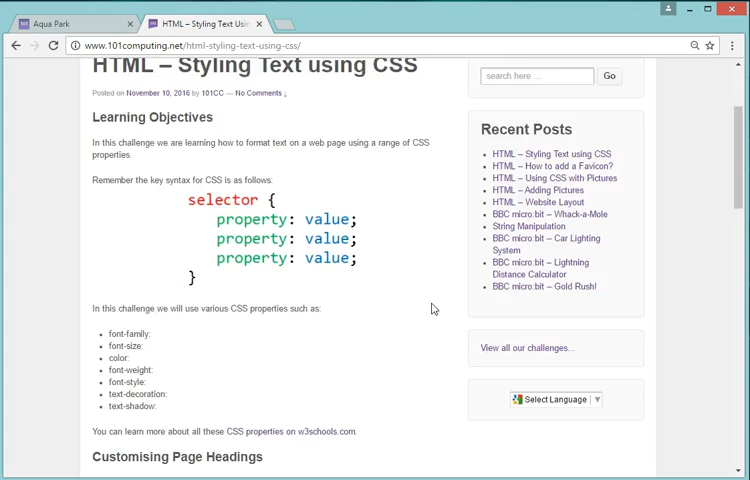 101 Aqua Park
101 HTML – Styling Text Usin
www.101computing.net/html-styling-text-using-css/
HTML – Styling Text using CSS
Posted on November 10, 2016 by 101CC — No Comments ↓
Learning Objectives
In this challenge we are learning how to format text on a web page using a range of CSS
properties.
Remember the key syntax for CSS is as follows:
selector {
property: value;
property: value;
property: value;
}
In this challenge we will use various CSS properties such as:
• font-family:
• font-size:
• color:
• font-weight:
• font-style:
• text-decoration:
• text-shadow:
You can learn more about all these CSS properties on w3schools.com.
Customising Page Headings
search here …
Go
Recent Posts
• HTML – Styling Text using CSS
• HTML – How to add a Favicon?
• HTML – Using CSS with Pictures
• HTML – Adding Pictures
• HTML – Website Layout
• BBC micro:bit – Whack-a-Mole
• String Manipulation
• BBC micro:bit – Car Lighting
System
• BBC micro:bit – Lightning
Distance Calculator
• BBC micro:bit – Gold Rush!
View all our challenges...
Select Language